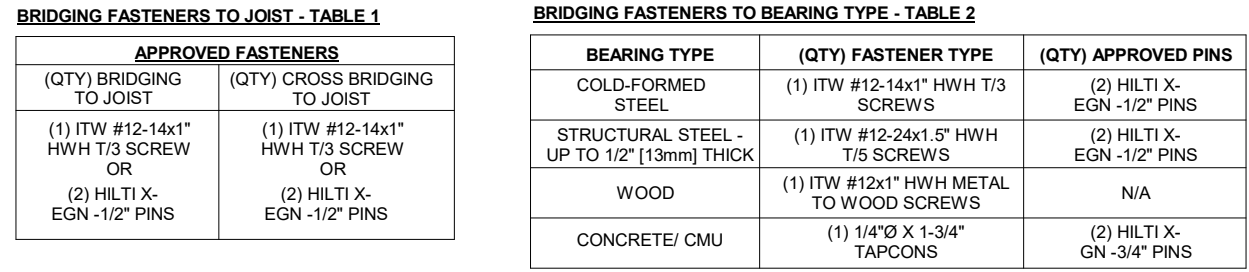 BRIDGING FASTENERS TO JOIST - TABLE 1
APPROVED FASTENERS
(QTY) BRIDGING
TO JOIST
(QTY) CROSS BRIDGING
TO JOIST
(1) ITW #12-14x1"
HWH T/3 SCREW
OR
(2) HILTI X-
EGN -1/2" PINS
(1) ITW #12-14x1"
HWH T/3 SCREW
OR
(2) HILTI X-
EGN -1/2" PINS
BRIDGING FASTENERS TO BEARING TYPE - TABLE 2
BEARING TYPE
(QTY) FASTENER TYPE
(QTY) APPROVED PINS
COLD-FORMED
STEEL
(1) ITW #12-14x1" HWH T/3
SCREWS
(2) HILTI X-
EGN -1/2" PINS
STRUCTURAL STEEL -
UP TO 1/2" [13mm] THICK
(1) ITW #12-24x1.5" HWH
T/5 SCREWS
(2) HILTI X-
EGN -1/2" PINS
WOOD
(1) ITW #12x1" HWH METAL
TO WOOD SCREWS
N/A
CONCRETE/ CMU
(1) 1/4"Ø X 1-3/4"
TAPCONS
(2) HILTI X-
GN -3/4" PINS